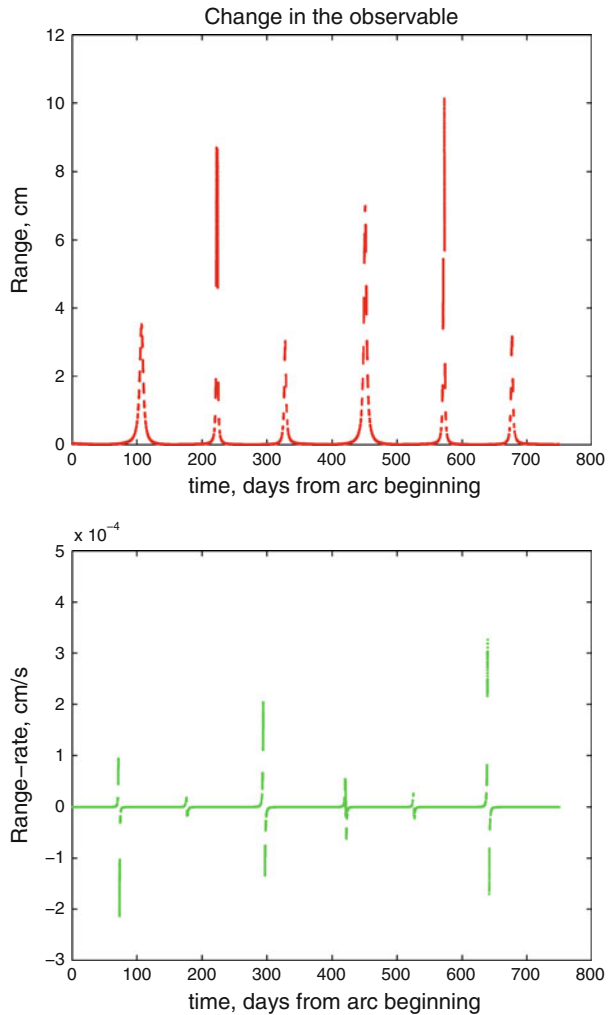 Change in the observable
12
10
8
6
4
2
0
Range, cm
0 100 200 300 400 500 600 700 800
time, days from arc beginning
x 10⁻⁴
5
4
3
2
1
0
−1
−2
−3
Range−rate, cm/s
0 100 200 300 400 500 600 700 800
time, days from arc beginning